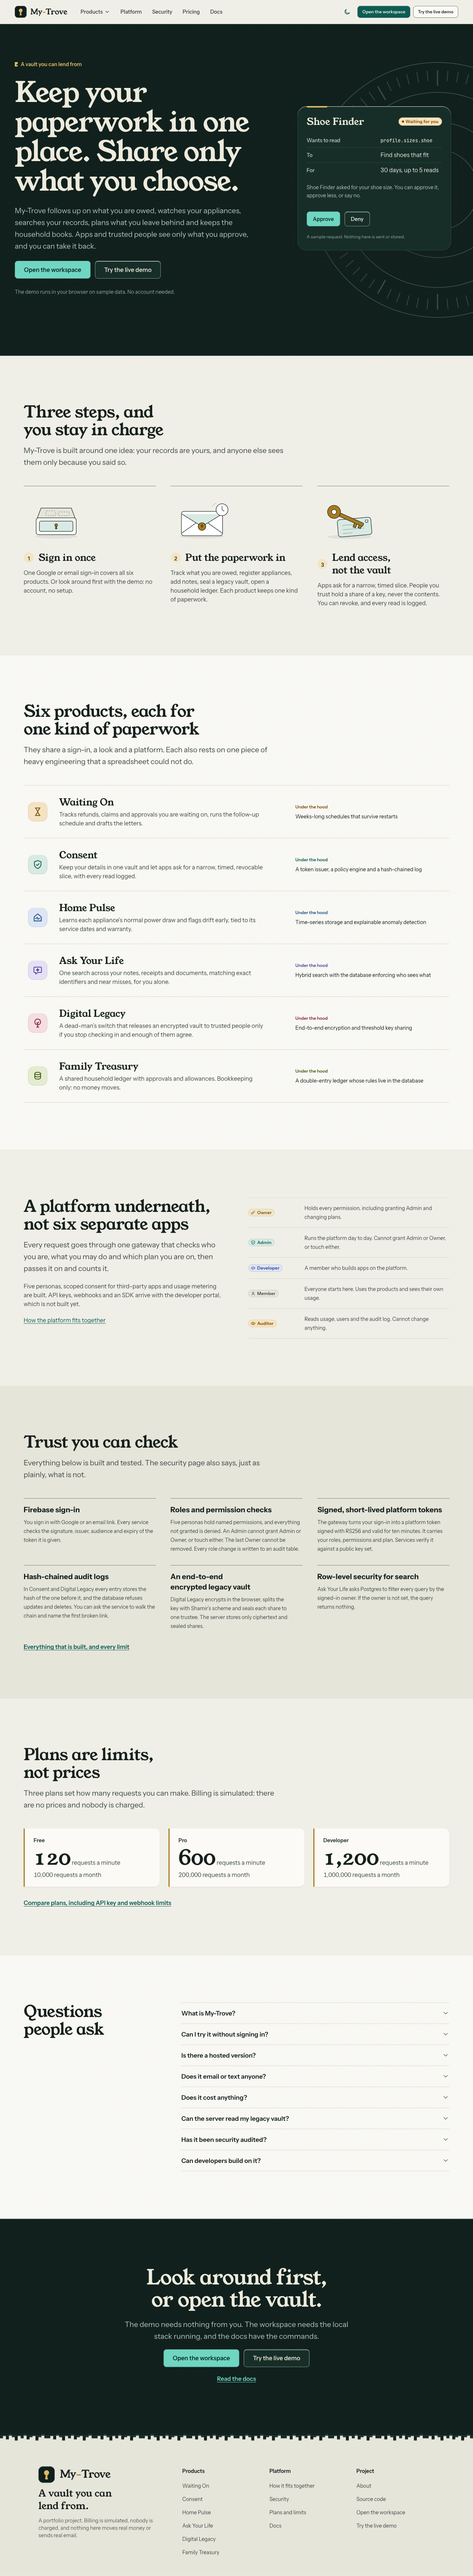 My-Trove
Products
Platform
Security
Pricing
Docs
Open the workspace
Try the live demo
A vault you can lend from
Keep your
paperwork in one
place. Share only
what you choose.
My-Trove follows up on what you are owed, watches your appliances,
searches your records, plans what you leave behind and keeps the
household books. Apps and trusted people see only what you approve,
and you can take it back.
Open the workspace
Try the live demo
The demo runs in your browser on sample data. No account needed.
Shoe Finder
Waiting for you
Wants to read
profile.sizes.shoe
To
Find shoes that fit
For
30 days, up to 5 reads
Shoe Finder asked for your shoe size. You can approve it,
approve less, or say no.
Approve
Deny
A sample request. Nothing here is sent or stored.
Three steps, and
you stay in charge
My-Trove is built around one idea: your records are yours, and anyone else sees
them only because you said so.
1 Sign in once
One Google or email sign-in covers all six
products. Or look around first with the demo: no
account, no setup.
2 Put the paperwork in
Track what you are owed, register appliances,
add notes, seal a legacy vault, open a
household ledger. Each product keeps one kind
of paperwork.
3 Lend access,
not the vault
Apps ask for a narrow, timed slice. People you
trust hold a share of a key, never the contents.
You can revoke, and every read is logged.
Six products, each for
one kind of paperwork
They share a sign-in, a look and a platform. Each also rests on one piece of
heavy engineering that a spreadsheet could not do.
Waiting On
Tracks refunds, claims and approvals you are waiting on, runs the follow-up
schedule and drafts the letters.
Under the hood
Weeks-long schedules that survive restarts
Consent
Keep your details in one vault and let apps ask for a narrow, timed, revocable
slice, with every read logged.
Under the hood
A token issuer, a policy engine and a hash-chained log
Home Pulse
Learns each appliance's normal power draw and flags drift early, tied to its
service dates and warranty.
Under the hood
Time-series storage and explainable anomaly detection
Ask Your Life
One search across your notes, receipts and documents, matching exact
identifiers and near misses, for you alone.
Under the hood
Hybrid search with the database enforcing who sees what
Digital Legacy
A dead-man's switch that releases an encrypted vault to trusted people only
if you stop checking in and enough of them agree.
Under the hood
End-to-end encryption and threshold key sharing
Family Treasury
A shared household ledger with approvals and allowances. Bookkeeping
only: no money moves.
Under the hood
A double-entry ledger whose rules live in the database
A platform underneath,
not six separate apps
Every request goes through one gateway that checks who
you are, what you may do and which plan you are on, then
passes it on and counts it.
Five personas, scoped consent for third-party apps and usage metering
are built. API keys, webhooks and an SDK arrive with the developer portal,
which is not built yet.
How the platform fits together
Owner
Holds every permission, including granting Admin and
changing plans.
Admin
Runs the platform day to day. Cannot grant Admin or Owner,
or touch either.
Developer
A member who builds apps on the platform.
Member
Everyone starts here. Uses the products and sees their own
usage.
Auditor
Reads usage, users and the audit log. Cannot change
anything.
Trust you can check
Everything below is built and tested. The security page also says, just as
plainly, what is not.
Firebase sign-in
You sign in with Google or an email link. Every service
checks the signature, issuer, audience and expiry of the
token it is given.
Roles and permission checks
Five personas hold named permissions, and everything
not granted is denied. An Admin cannot grant Admin or
Owner, or touch either. The last Owner cannot be
removed. Every role change is written to an audit table.
Signed, short-lived platform tokens
The gateway turns your sign-in into a platform token
signed with RS256 and valid for ten minutes. It carries
your roles, permissions and plan. Services verify it
against a public key set.
Hash-chained audit logs
In Consent and Digital Legacy every entry stores the
hash of the one before it, and the database refuses
updates and deletes. You can ask the service to walk the
chain and name the first broken link.
An end-to-end
encrypted legacy vault
Digital Legacy encrypts in the browser, splits the
key with Shamir's scheme and seals each share to
one trustee. The server stores only ciphertext and
sealed shares.
Row-level security for search
Ask Your Life asks Postgres to filter every query by the
signed-in owner. If the owner is not set, the query
returns nothing.
Everything that is built, and every limit
Plans are limits,
not prices
Three plans set how many requests you can make. Billing is simulated: there
are no prices and nobody is charged.
Free
120 requests a minute
10,000 requests a month
Pro
600 requests a minute
200,000 requests a month
Developer
1,200 requests a minute
1,000,000 requests a month
Compare plans, including API key and webhook limits
Questions
people ask
What is My-Trove?
Can I try it without signing in?
Is there a hosted version?
Does it email or text anyone?
Does it cost anything?
Can the server read my legacy vault?
Has it been security audited?
Can developers build on it?
Look around first,
or open the vault.
The demo needs nothing from you. The workspace needs the local
stack running, and the docs have the commands.
Open the workspace
Try the live demo
Read the docs
My-Trove
A vault you can
lend from.
A portfolio project: Billing is simulated, nobody is
charged, and nothing here moves real money or
sends real email.
Products
Waiting On
Consent
Home Pulse
Ask Your Life
Digital Legacy
Family Treasury
Platform
How it fits together
Security
Plans and limits
Docs
Project
About
Source code
Open the workspace
Try the live demo